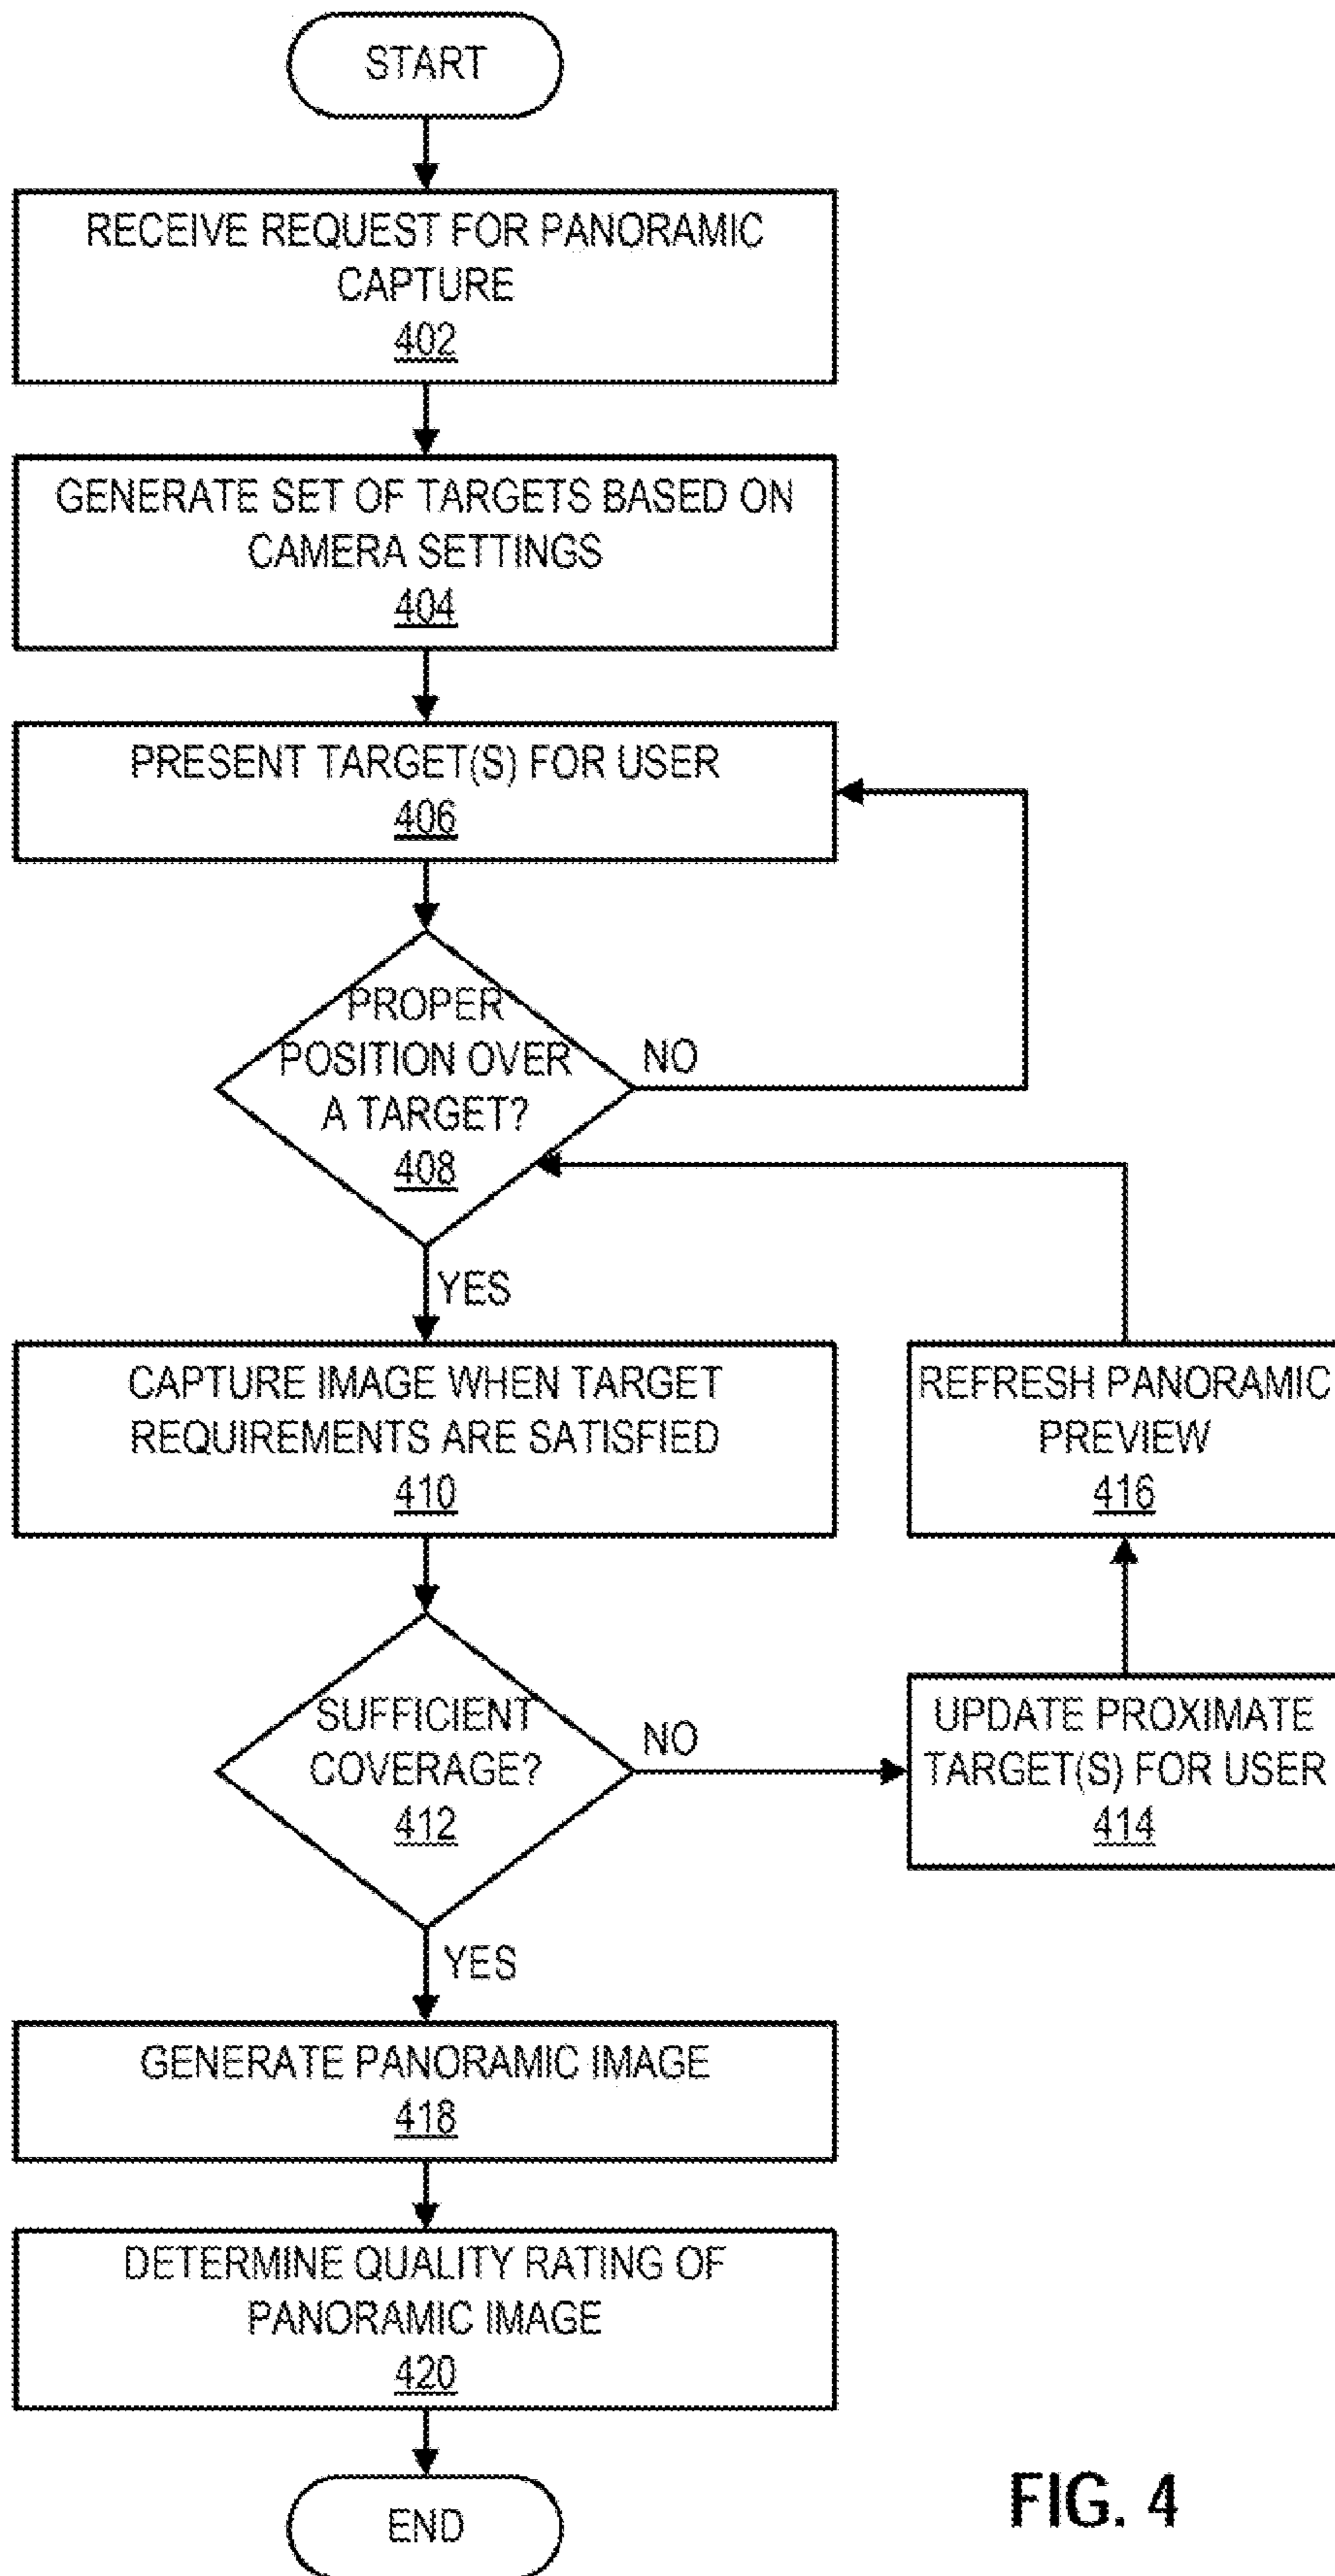 START
RECEIVE REQUEST FOR PANORAMIC
CAPTURE
402
GENERATE SET OF TARGETS BASED ON
CAMERA SETTINGS
404
PRESENT TARGET(S) FOR USER
406
PROPER
POSITION OVER
A TARGET?
408
NO
YES
CAPTURE IMAGE WHEN TARGET
REQUIREMENTS ARE SATISFIED
410
REFRESH PANORAMIC
PREVIEW
416
SUFFICIENT
COVERAGE?
412
NO
UPDATE PROXIMATE
TARGET(S) FOR USER
414
YES
GENERATE PANORAMIC IMAGE
418
DETERMINE QUALITY RATING OF
PANORAMIC IMAGE
420
END
FIG. 4